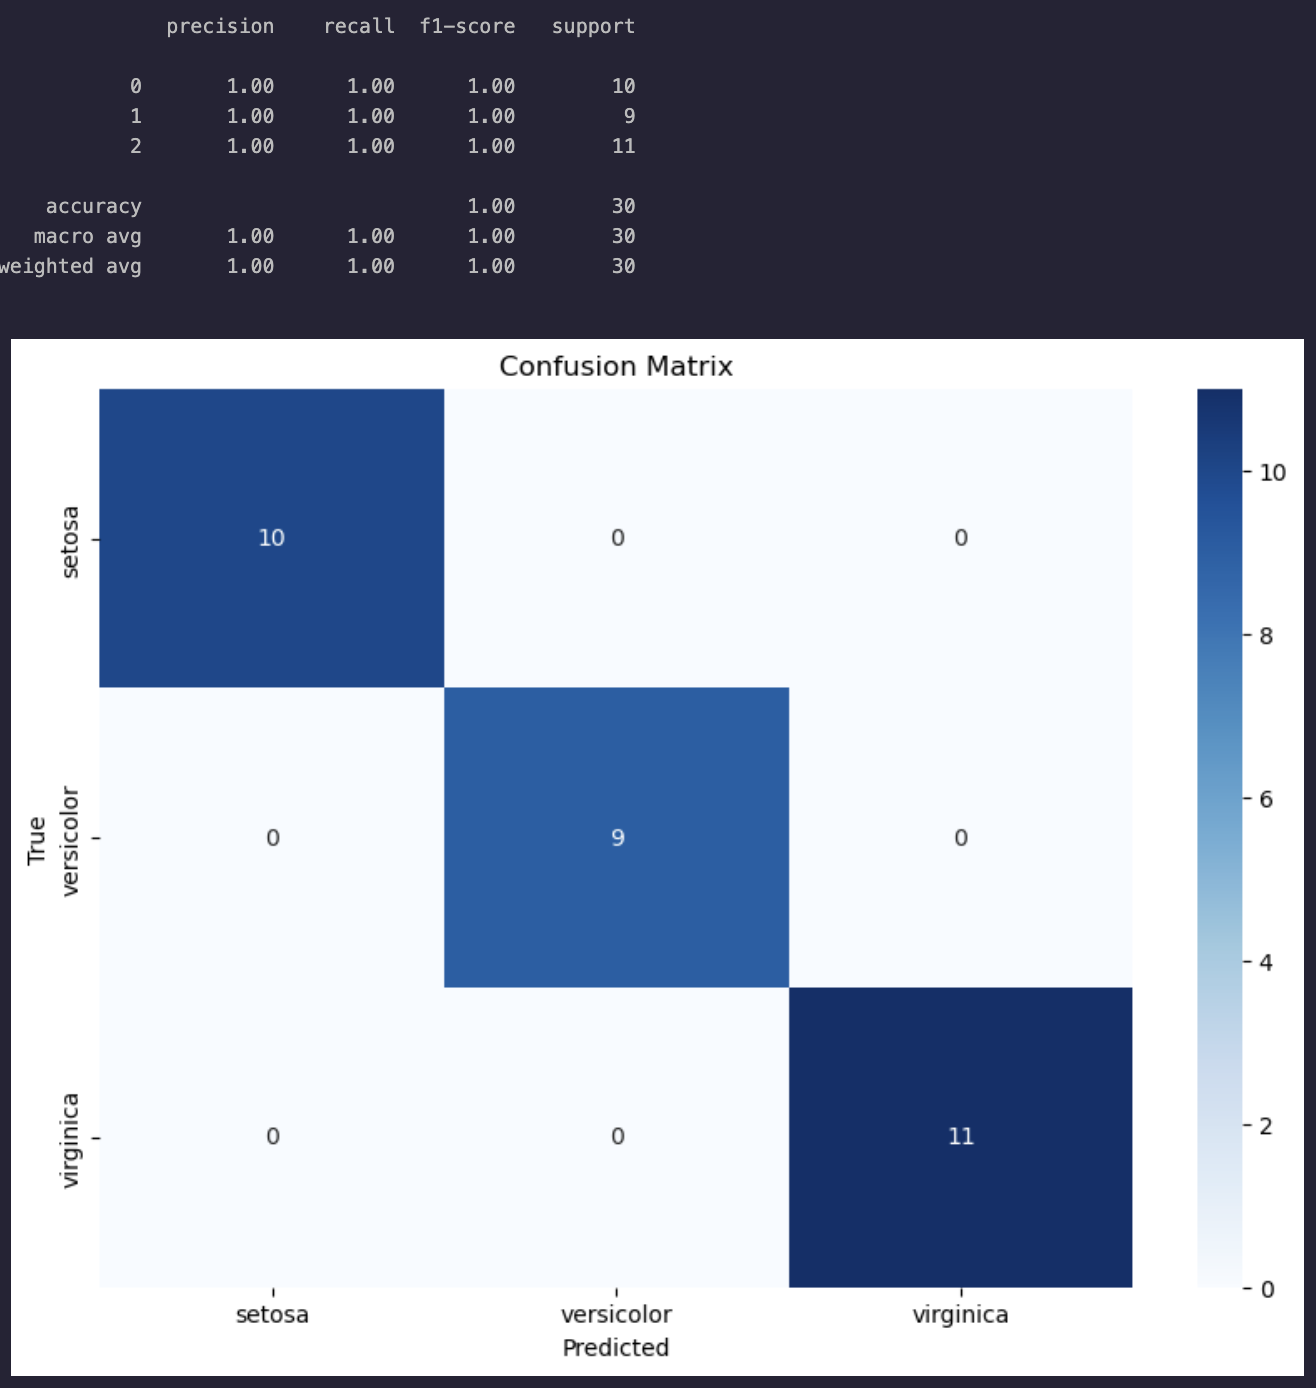 precision recall f1-score support
0 1.00 1.00 1.00 10
1 1.00 1.00 1.00 9
2 1.00 1.00 1.00 11
accuracy 1.00 30
macro avg 1.00 1.00 1.00 30
weighted avg 1.00 1.00 1.00 30
Confusion Matrix
setosa
10 0 0
True
versicolor
0 9 0
virginica
0 0 11
setosa versicolor virginica
Predicted
10
8
6
4
2
0